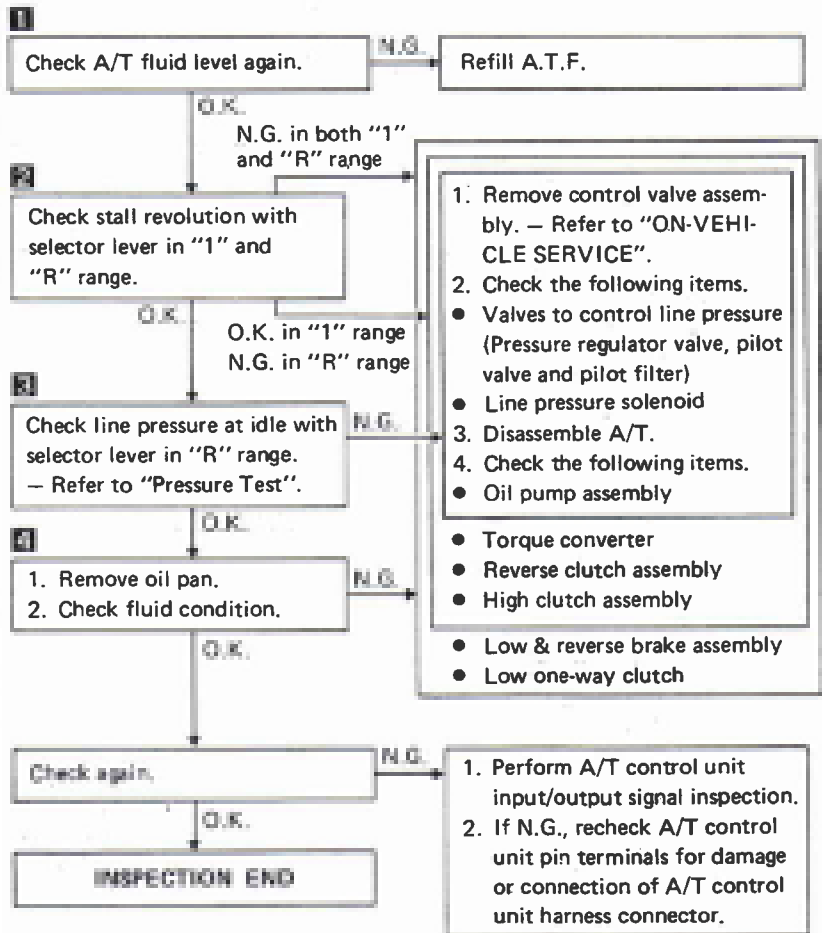 1
Check A/T fluid level again.
N.G.
Refill A.T.F.
O.K.
N.G. in both "1"
and "R" range
2
Check stall revolution with
selector lever in "1" and
"R" range.
O.K.
O.K. in "1" range
N.G. in "R" range
3
Check line pressure at idle with
selector lever in "R" range.
— Refer to "Pressure Test".
N.G.
O.K.
4
1. Remove oil pan.
2. Check fluid condition.
N.G.
O.K.
1. Remove control valve assem-
bly. — Refer to "ON-VEHI-
CLE SERVICE".
2. Check the following items.
● Valves to control line pressure
(Pressure regulator valve, pilot
valve and pilot filter)
● Line pressure solenoid
3. Disassemble A/T.
4. Check the following items.
● Oil pump assembly
● Torque converter
● Reverse clutch assembly
● High clutch assembly
● Low & reverse brake assembly
● Low one-way clutch
Check again.
N.G.
O.K.
INSPECTION END
1. Perform A/T control unit
input/output signal inspection.
2. If N.G., recheck A/T control
unit pin terminals for damage
or connection of A/T control
unit harness connector.